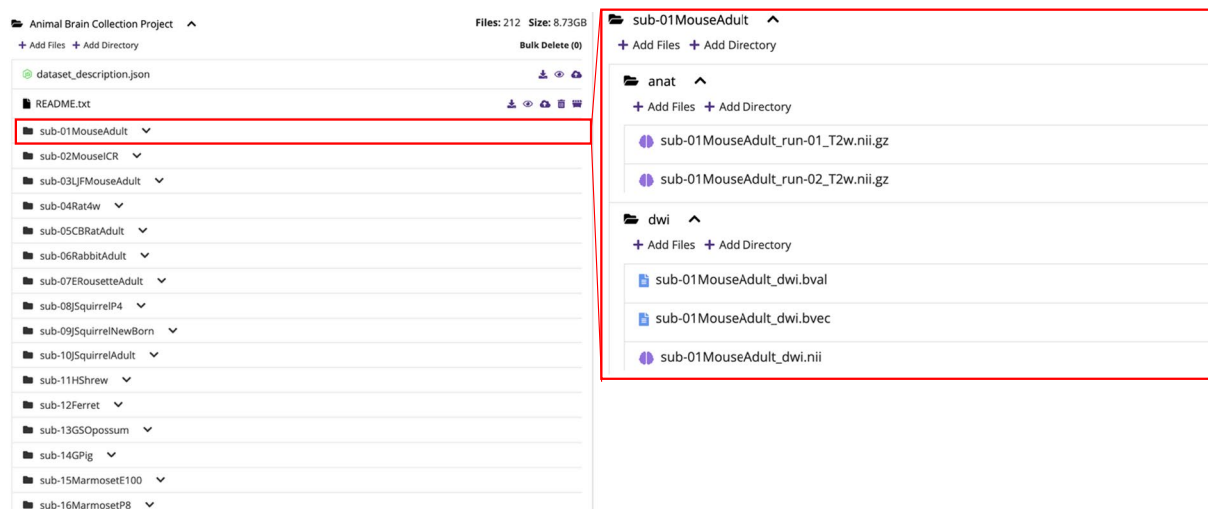 Animal Brain Collection Project
Files: 212 Size: 8.73GB
+ Add Files + Add Directory
Bulk Delete (0)
dataset_description.json
README.txt
sub-01MouseAdult
sub-02MouseICR
sub-03LJFMouseAdult
sub-04Rat4w
sub-05CBRatAdult
sub-06RabbitAdult
sub-07ERousetteAdult
sub-08JSquirrelP4
sub-09JSquirrelNewBorn
sub-10JSquirrelAdult
sub-11HShrew
sub-12Ferret
sub-13GSOpossum
sub-14GPig
sub-15MarmosetE100
sub-16MarmosetP8
sub-01MouseAdult
+ Add Files + Add Directory
anat
+ Add Files + Add Directory
sub-01MouseAdult_run-01_T2w.nii.gz
sub-01MouseAdult_run-02_T2w.nii.gz
dwi
+ Add Files + Add Directory
sub-01MouseAdult_dwi.bval
sub-01MouseAdult_dwi.bvec
sub-01MouseAdult_dwi.nii